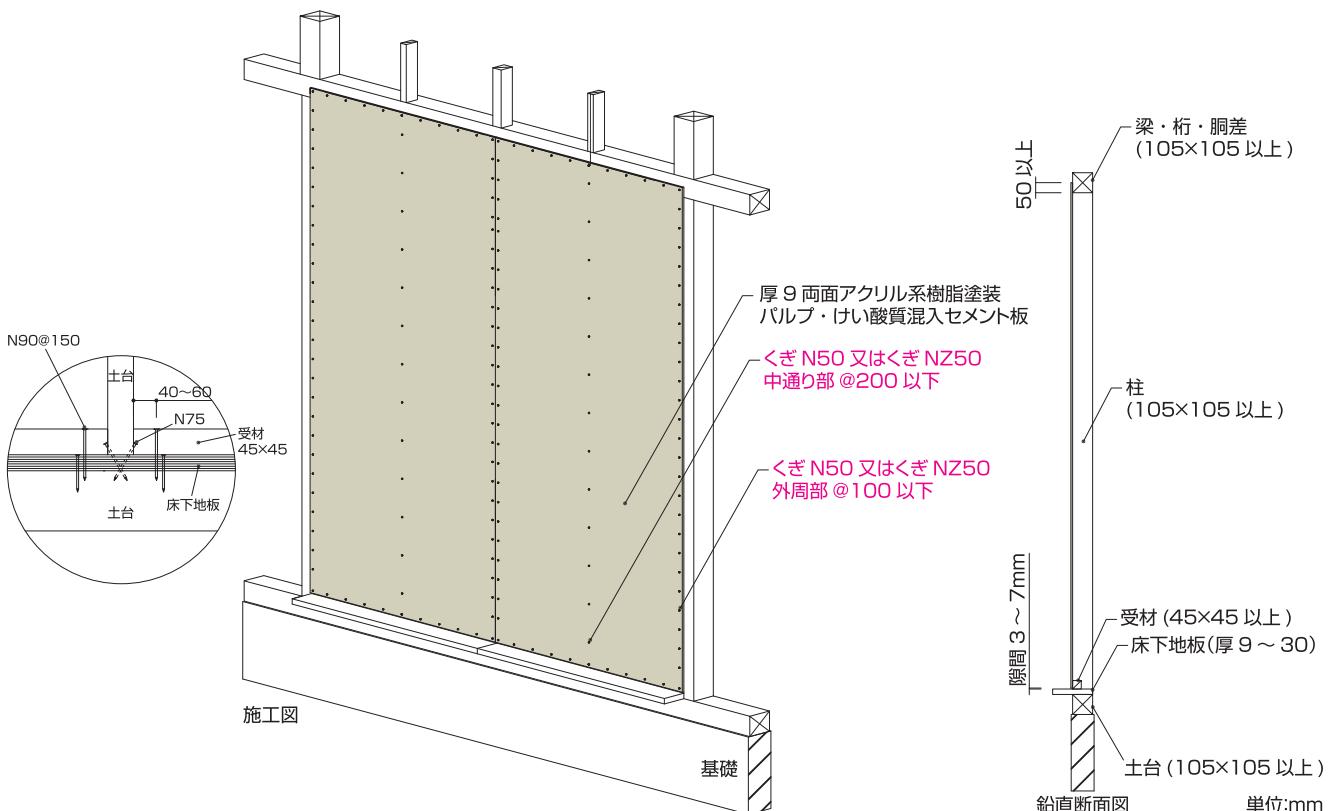 N90@150
土台
40～60
N75
受材
45×45
床下地板
土台
厚 9 両面アクリル系樹脂塗装
パルプ・けい酸質混入セメント板
くぎ N50 又はくぎ NZ50
中通り部 @200 以下
くぎ N50 又はくぎ NZ50
外周部 @100 以下
施工図
基礎
梁・桁・胴差
(105×105 以上 )
50 以上
柱
(105×105 以上 )
隙間 3 ～ 7mm
受材 (45×45 以上 )
床下地板(厚 9 ～ 30)
土台 (105×105 以上 )
鉛直断面図
単位:mm